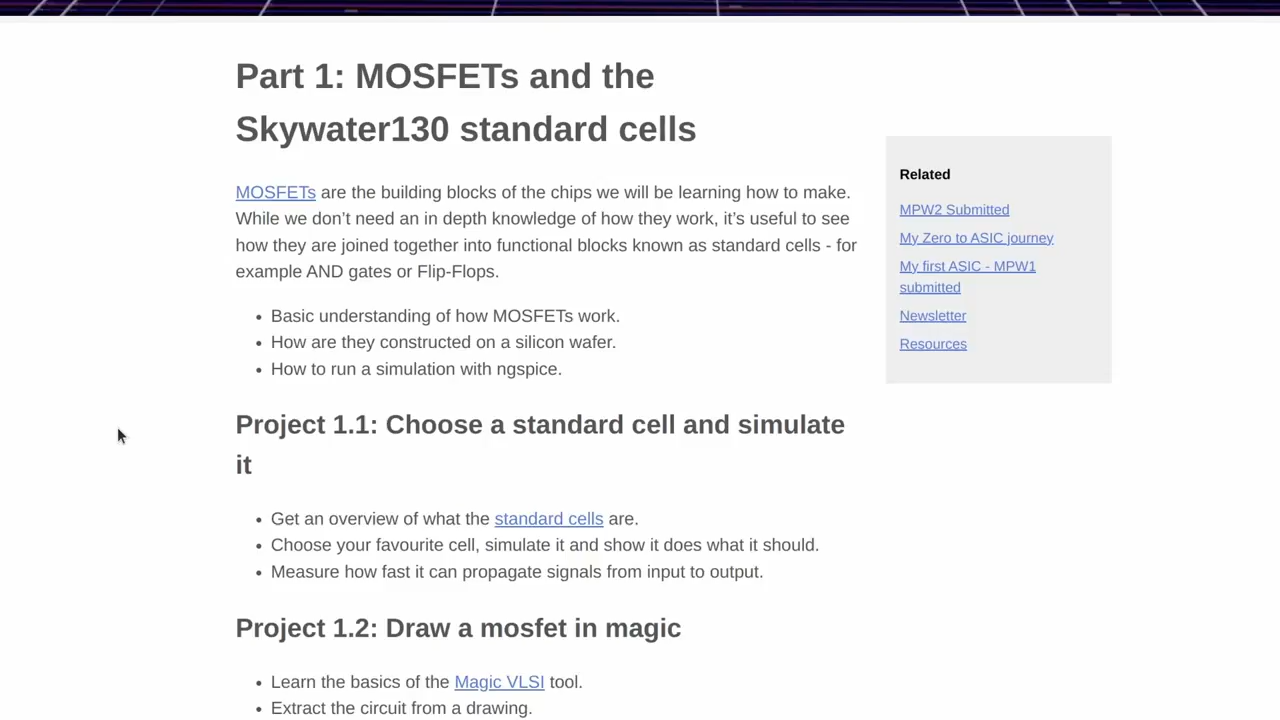 Part 1: MOSFETs and the
Skywater130 standard cells
MOSFETs are the building blocks of the chips we will be learning how to make.
While we don’t need an in depth knowledge of how they work, it’s useful to see
how they are joined together into functional blocks known as standard cells - for
example AND gates or Flip-Flops.
• Basic understanding of how MOSFETs work.
• How are they constructed on a silicon wafer.
• How to run a simulation with ngspice.
Project 1.1: Choose a standard cell and simulate
it
• Get an overview of what the standard cells are.
• Choose your favourite cell, simulate it and show it does what it should.
• Measure how fast it can propagate signals from input to output.
Project 1.2: Draw a mosfet in magic
• Learn the basics of the Magic VLSI tool.
• Extract the circuit from a drawing.
Related
MPW2 Submitted
My Zero to ASIC journey
My first ASIC - MPW1
submitted
Newsletter
Resources